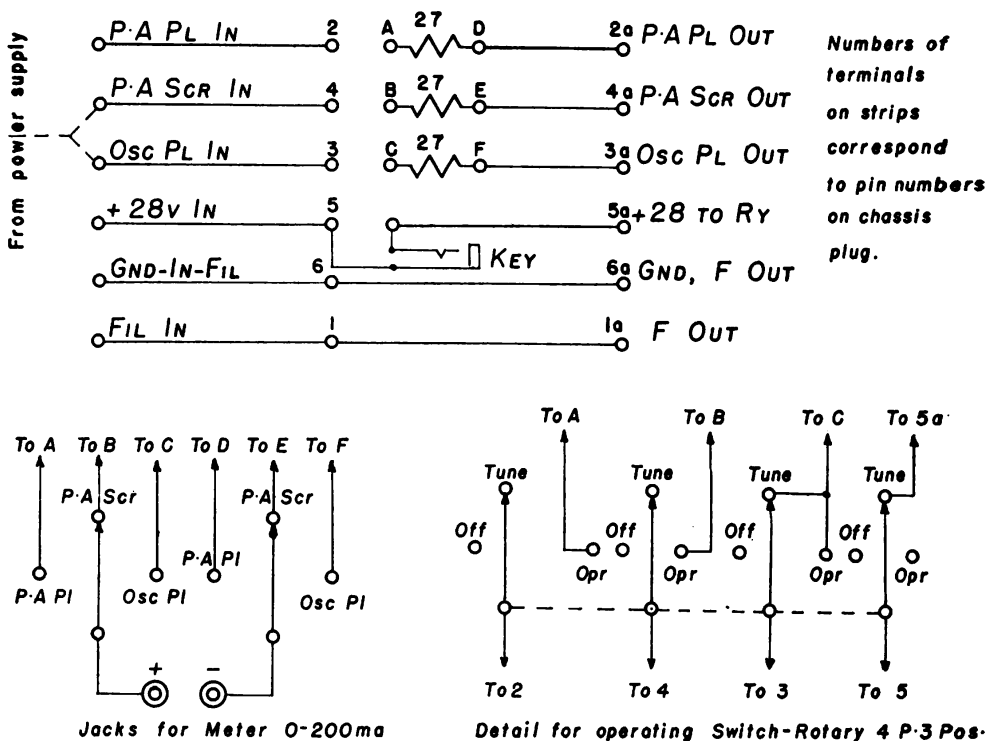 From power supply
P·A PL IN 2 A 27 D 2a P·A PL OUT
P·A SCR IN 4 B 27 E 4a P·A SCR OUT
OSC PL IN 3 C 27 F 3a OSC PL OUT
+28V IN 5 5a +28 TO RY
KEY
GND-IN-FIL 6 6a GND, F OUT
FIL IN 1 1a F OUT
Numbers of
terminals
on strips
correspond
to pin numbers
on chassis
plug.
To A To B To C To D To E To F
P·A Scr P·A Scr
P·A Pl
P·A Pl Osc Pl Osc Pl
+ −
Jacks for Meter 0-200ma
To A To B To C To 5a
Tune Tune Tune Tune
Off Off Off Off
Opr Opr Opr Opr
To 2 To 4 To 3 To 5
Detail for operating Switch-Rotary 4 P·3 Pos.